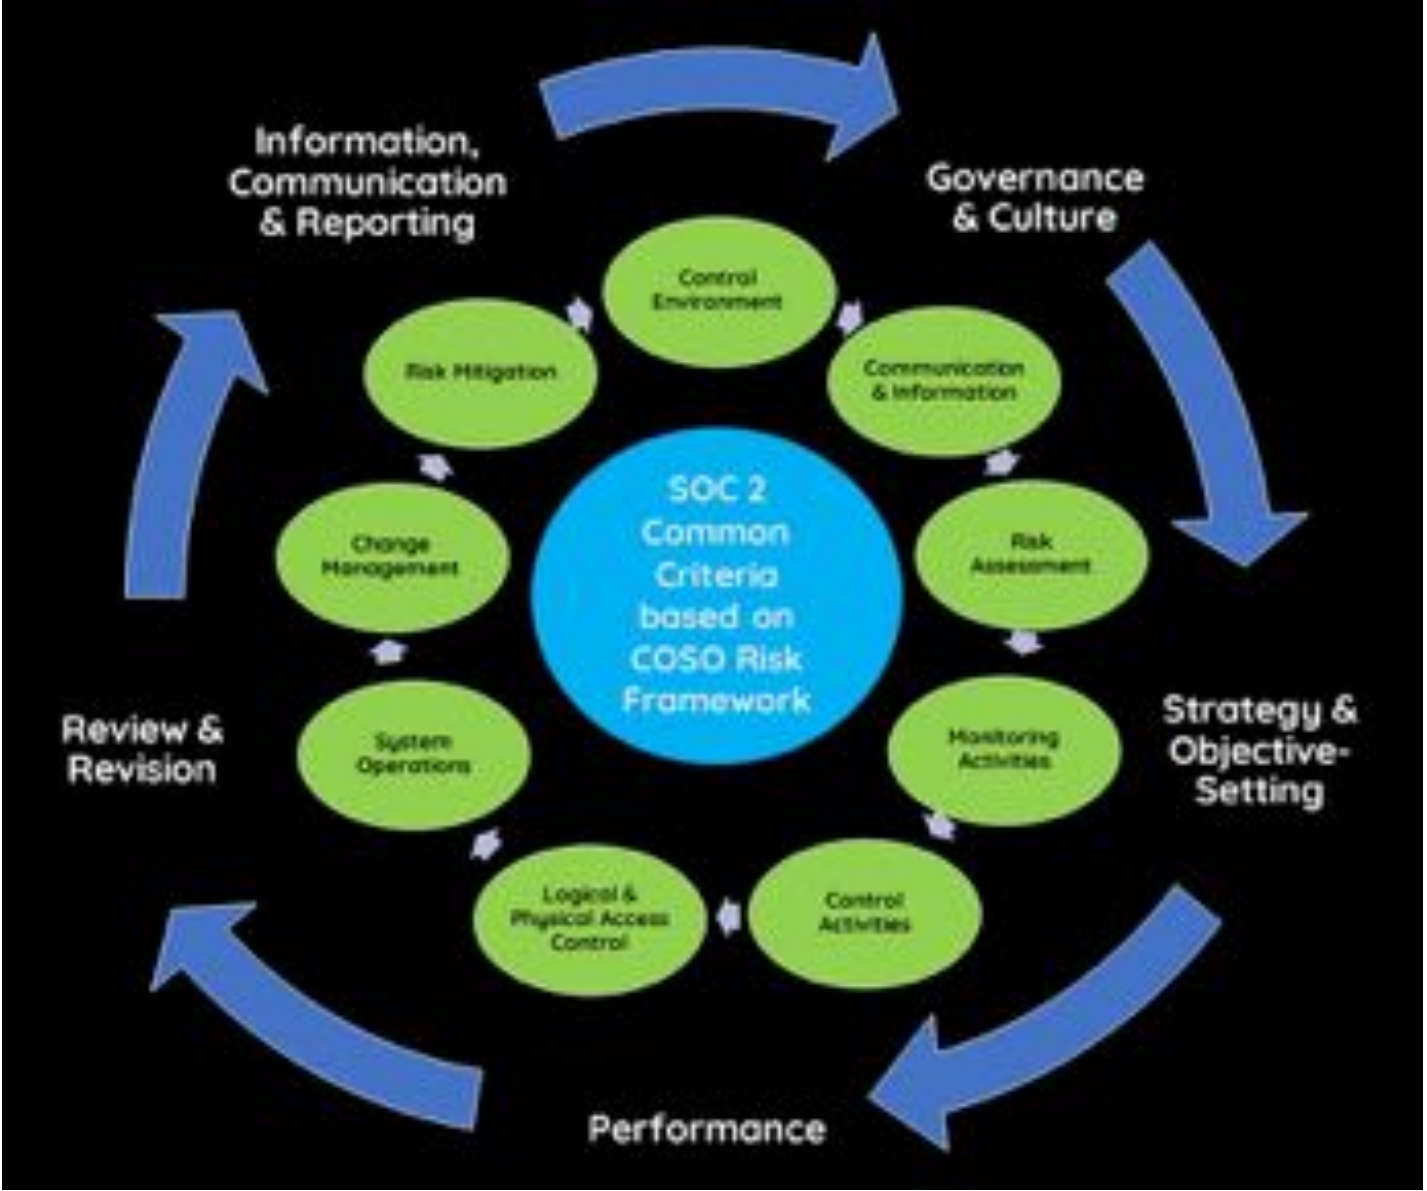 Information,
Communication
& Reporting
Governance
& Culture
Control
Environment
Risk Mitigation
Communication
& Information
SOC 2
Common
Criteria
based on
COSO Risk
Framework
Change
Management
Risk
Assessment
Review &
Revision
System
Operations
Monitoring
Activities
Strategy &
Objective-
Setting
Logical &
Physical Access
Control
Control
Activities
Performance